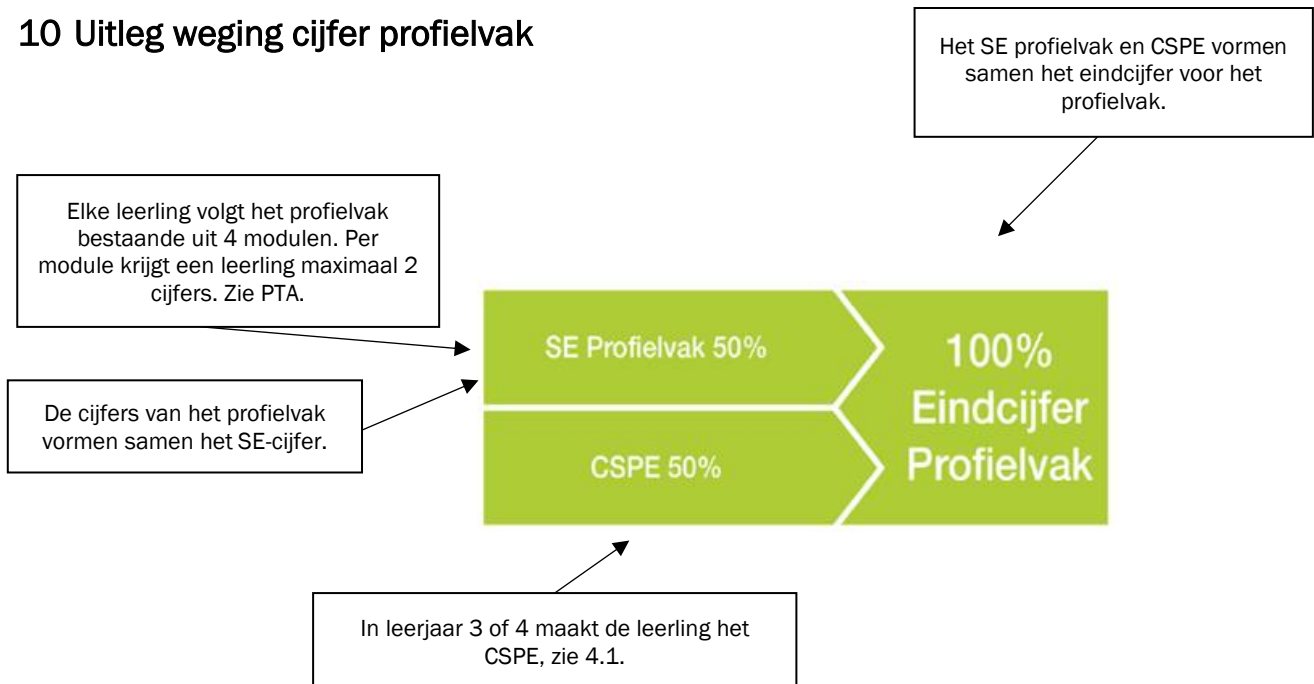 10 Uitleg weging cijfer profielvak
Het SE profielvak en CSPE vormen
samen het eindcijfer voor het
profielvak.
Elke leerling volgt het profielvak
bestaande uit 4 modulen. Per
module krijgt een leerling maximaal 2
cijfers. Zie PTA.
De cijfers van het profielvak
vormen samen het SE-cijfer.
SE Profielvak 50%
CSPE 50%
100%
Eindcijfer
Profielvak
In leerjaar 3 of 4 maakt de leerling het
CSPE, zie 4.1.